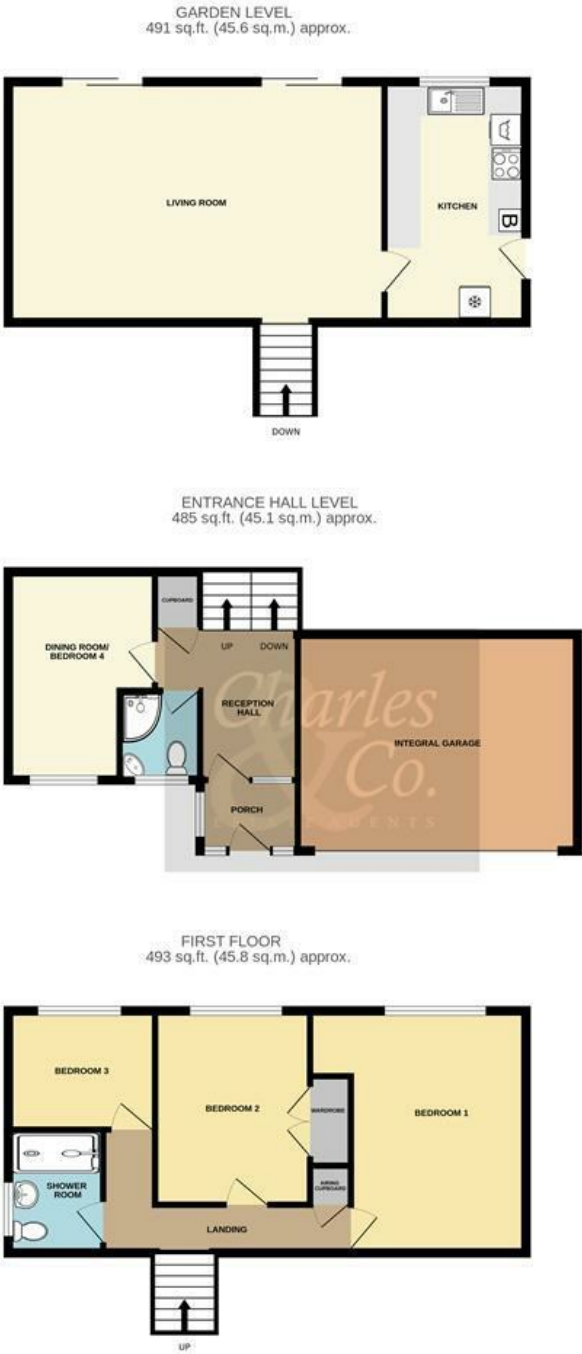 GARDEN LEVEL
491 sq.ft. (45.6 sq.m.) approx.
LIVING ROOM
KITCHEN
B
DOWN
ENTRANCE HALL LEVEL
485 sq.ft. (45.1 sq.m.) approx.
CUPBOARD
DINING ROOM/
BEDROOM 4
UP
DOWN
RECEPTION
HALL
Charles
&Co.
INTEGRAL GARAGE
PORCH
FIRST FLOOR
493 sq.ft. (45.8 sq.m.) approx.
BEDROOM 3
BEDROOM 2
WARDROBE
BEDROOM 1
SHOWER
ROOM
AIRING
CUPBOARD
LANDING
UP